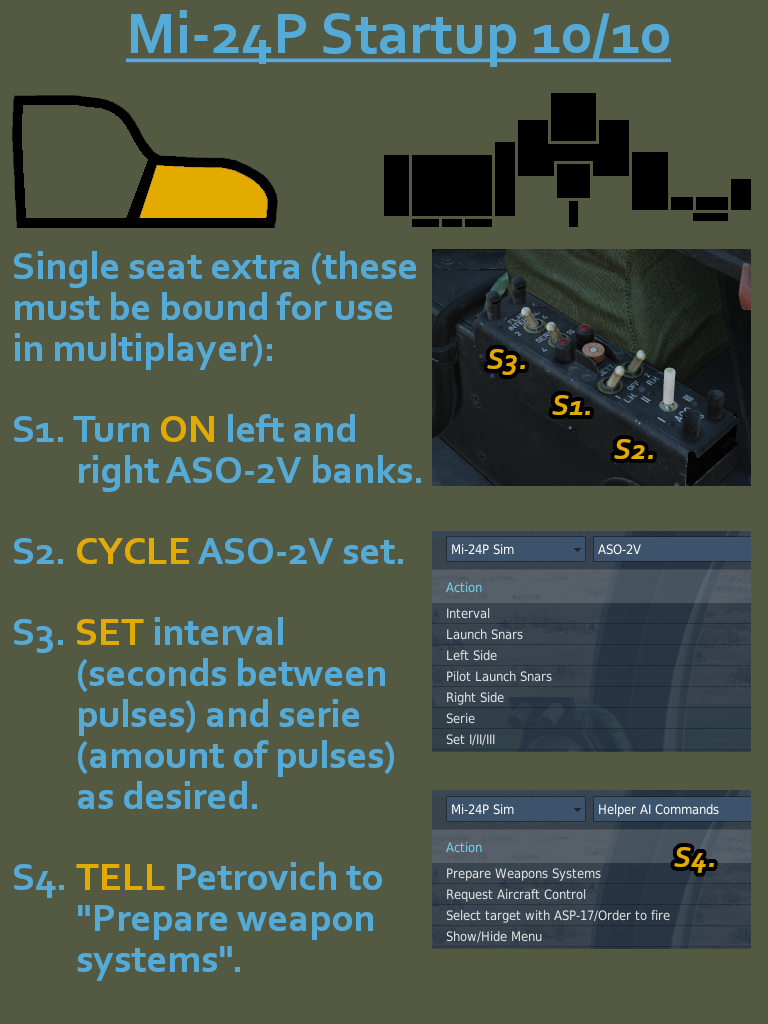 Mi-24P Startup 10/10
Single seat extra (these
must be bound for use
in multiplayer):
S1. Turn ON left and
right ASO-2V banks.
S2. CYCLE ASO-2V set.
S3. SET interval
(seconds between
pulses) and serie
(amount of pulses)
as desired.
S4. TELL Petrovich to
"Prepare weapon
systems".
S3.
S1.
S2.
OFF
L.H.
R.H.
I
II
III
Mi-24P Sim
ASO-2V
Action
Interval
Launch Snars
Left Side
Pilot Launch Snars
Right Side
Serie
Set I/II/III
Mi-24P Sim
Helper AI Commands
Action
S4.
Prepare Weapons Systems
Request Aircraft Control
Select target with ASP-17/Order to fire
Show/Hide Menu